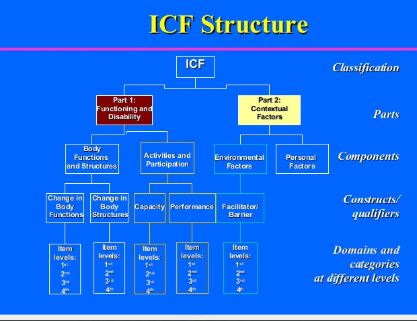 ICF Structure
ICF
Classification
Part 1:
Functioning and
Disability
Part 2:
Contextual
Factors
Parts
Body
Functions
and Structures
Activities and
Participation
Environmental
Factors
Personal
Factors
Components
Change in
Body
Functions
Change in
Body
Structures
Capacity
Performance
Facilitator/
Barrier
Constructs/
qualifiers
Item
levels:
1st
2nd
3rd
4th
Item
levels:
1st
2nd
3rd
4th
Item
levels:
1st
2nd
3rd
4th
Item
levels:
1st
2nd
3rd
4th
Item
levels:
1st
2nd
3rd
4th
Domains and
categories
at different levels